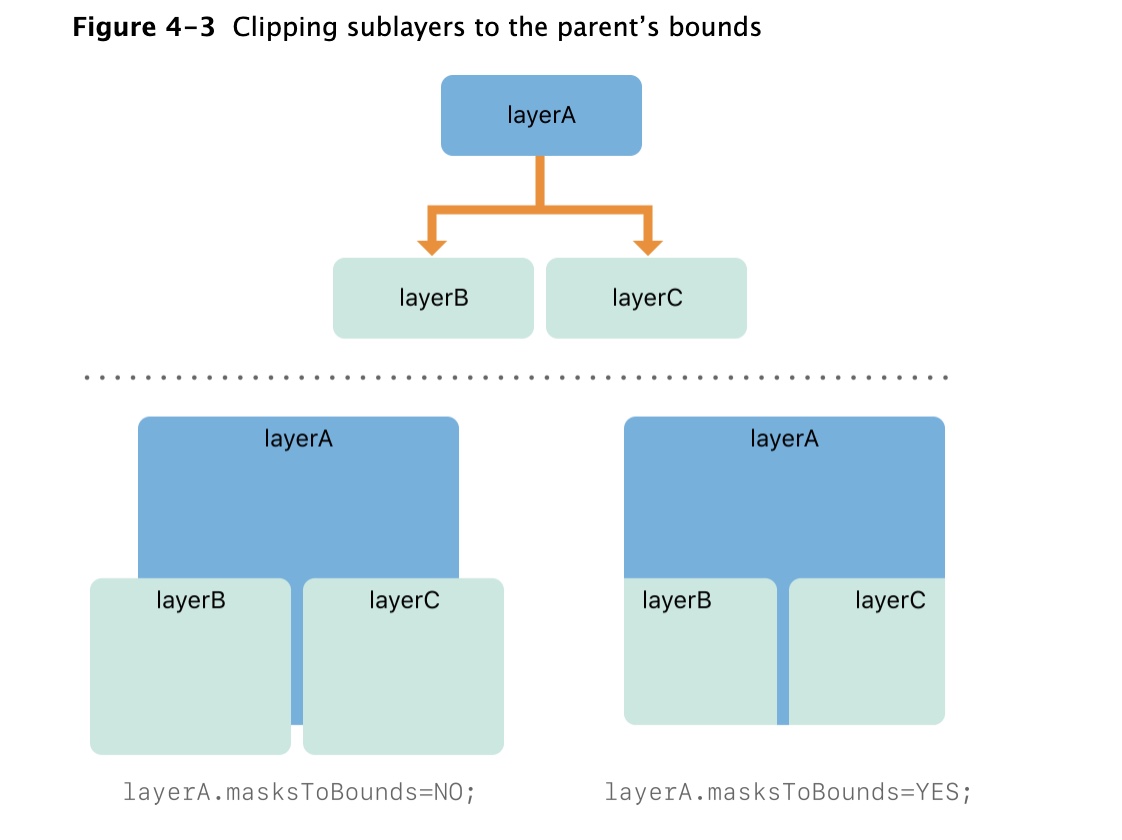 Figure 4-3 Clipping sublayers to the parent’s bounds
layerA
layerB layerC
layerA layerA
layerB layerC layerB layerC
layerA.masksToBounds=NO; layerA.masksToBounds=YES;